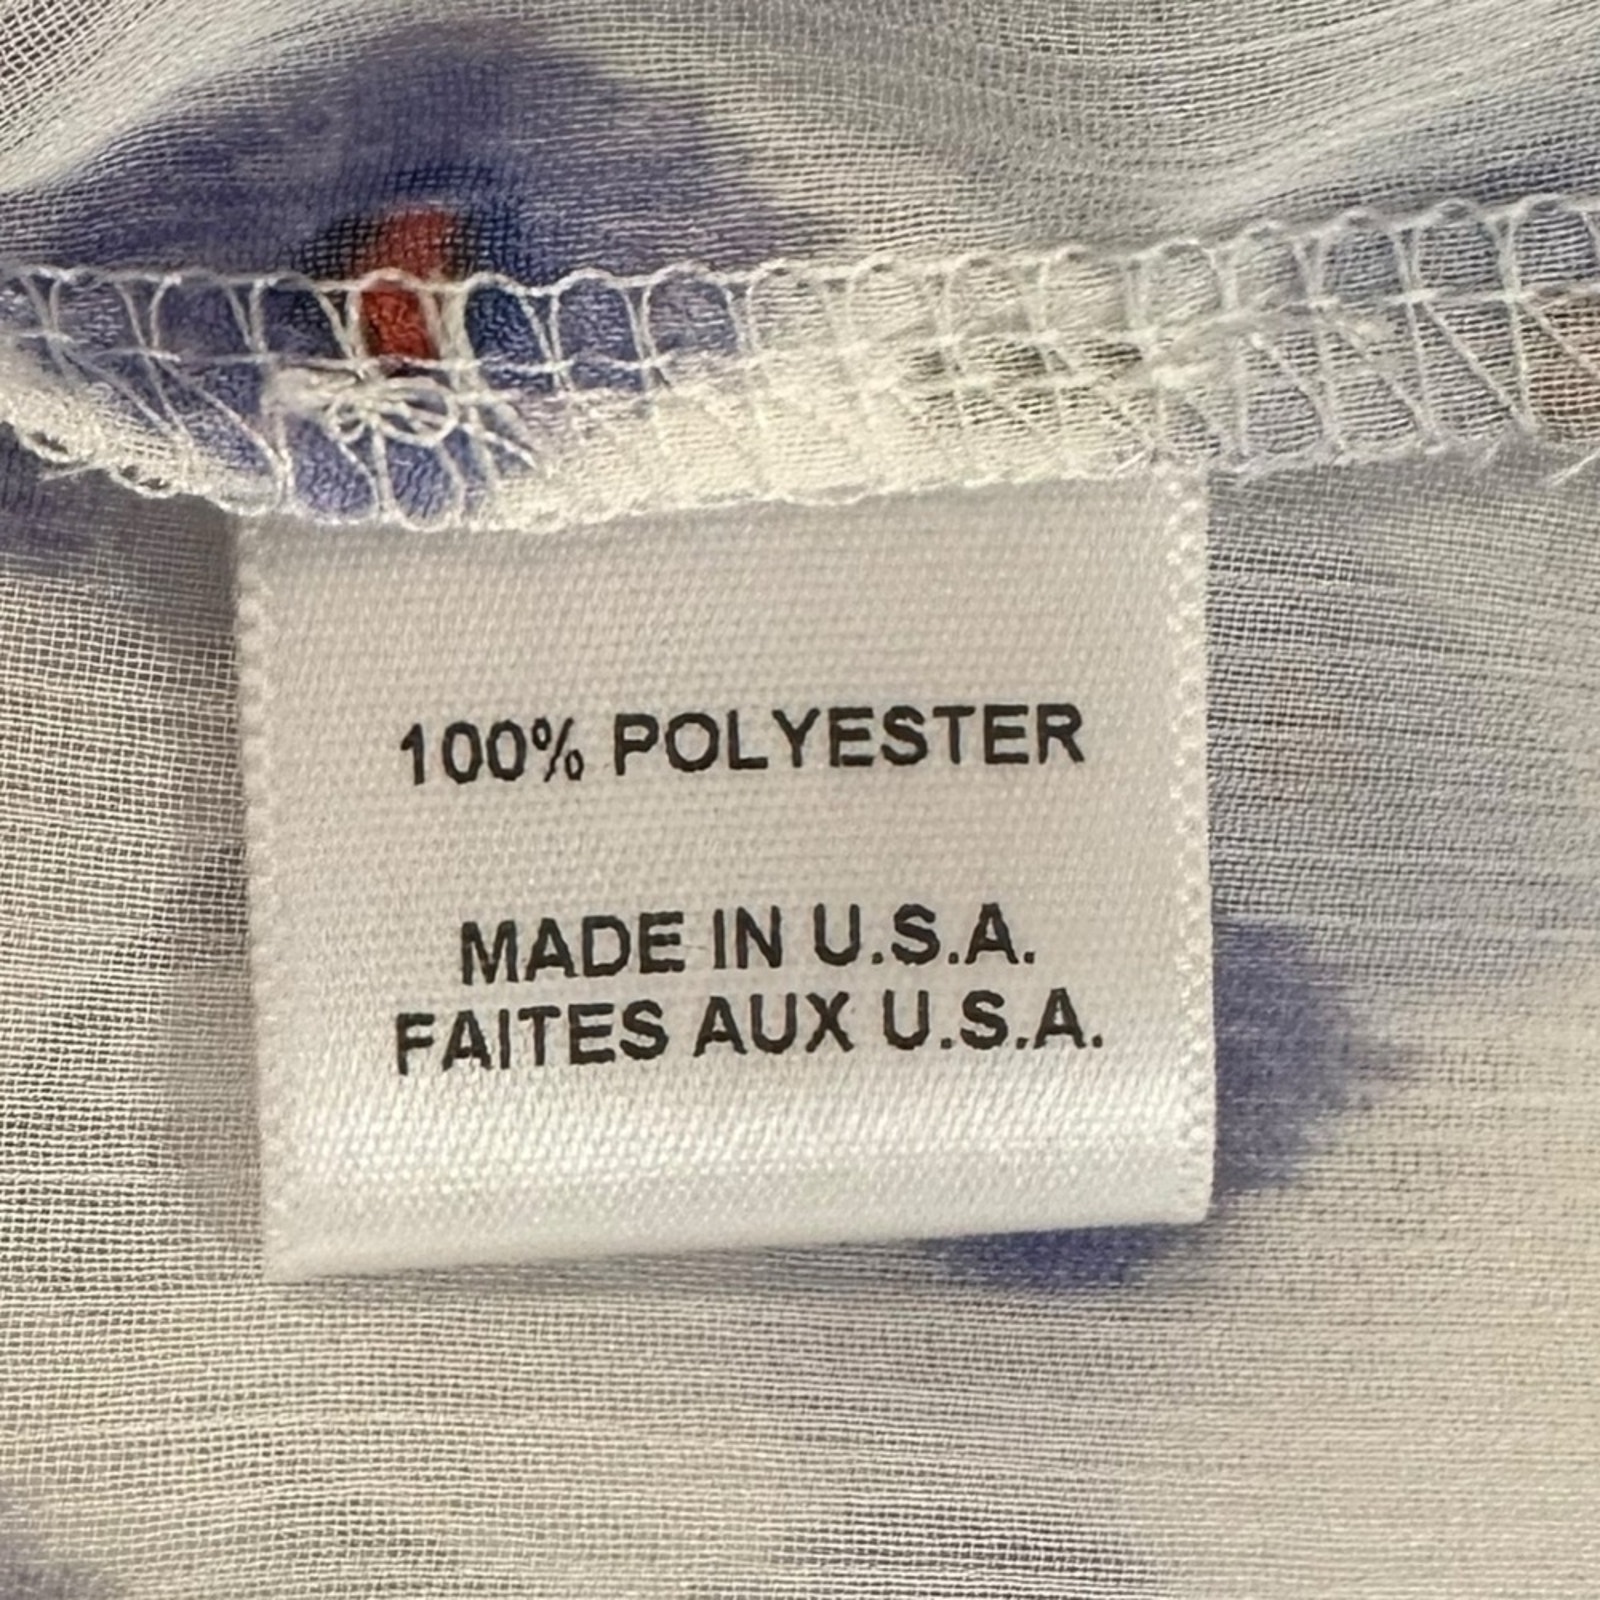 100% POLYESTER
MADE IN U.S.A.
FAITES AUX U.S.A.